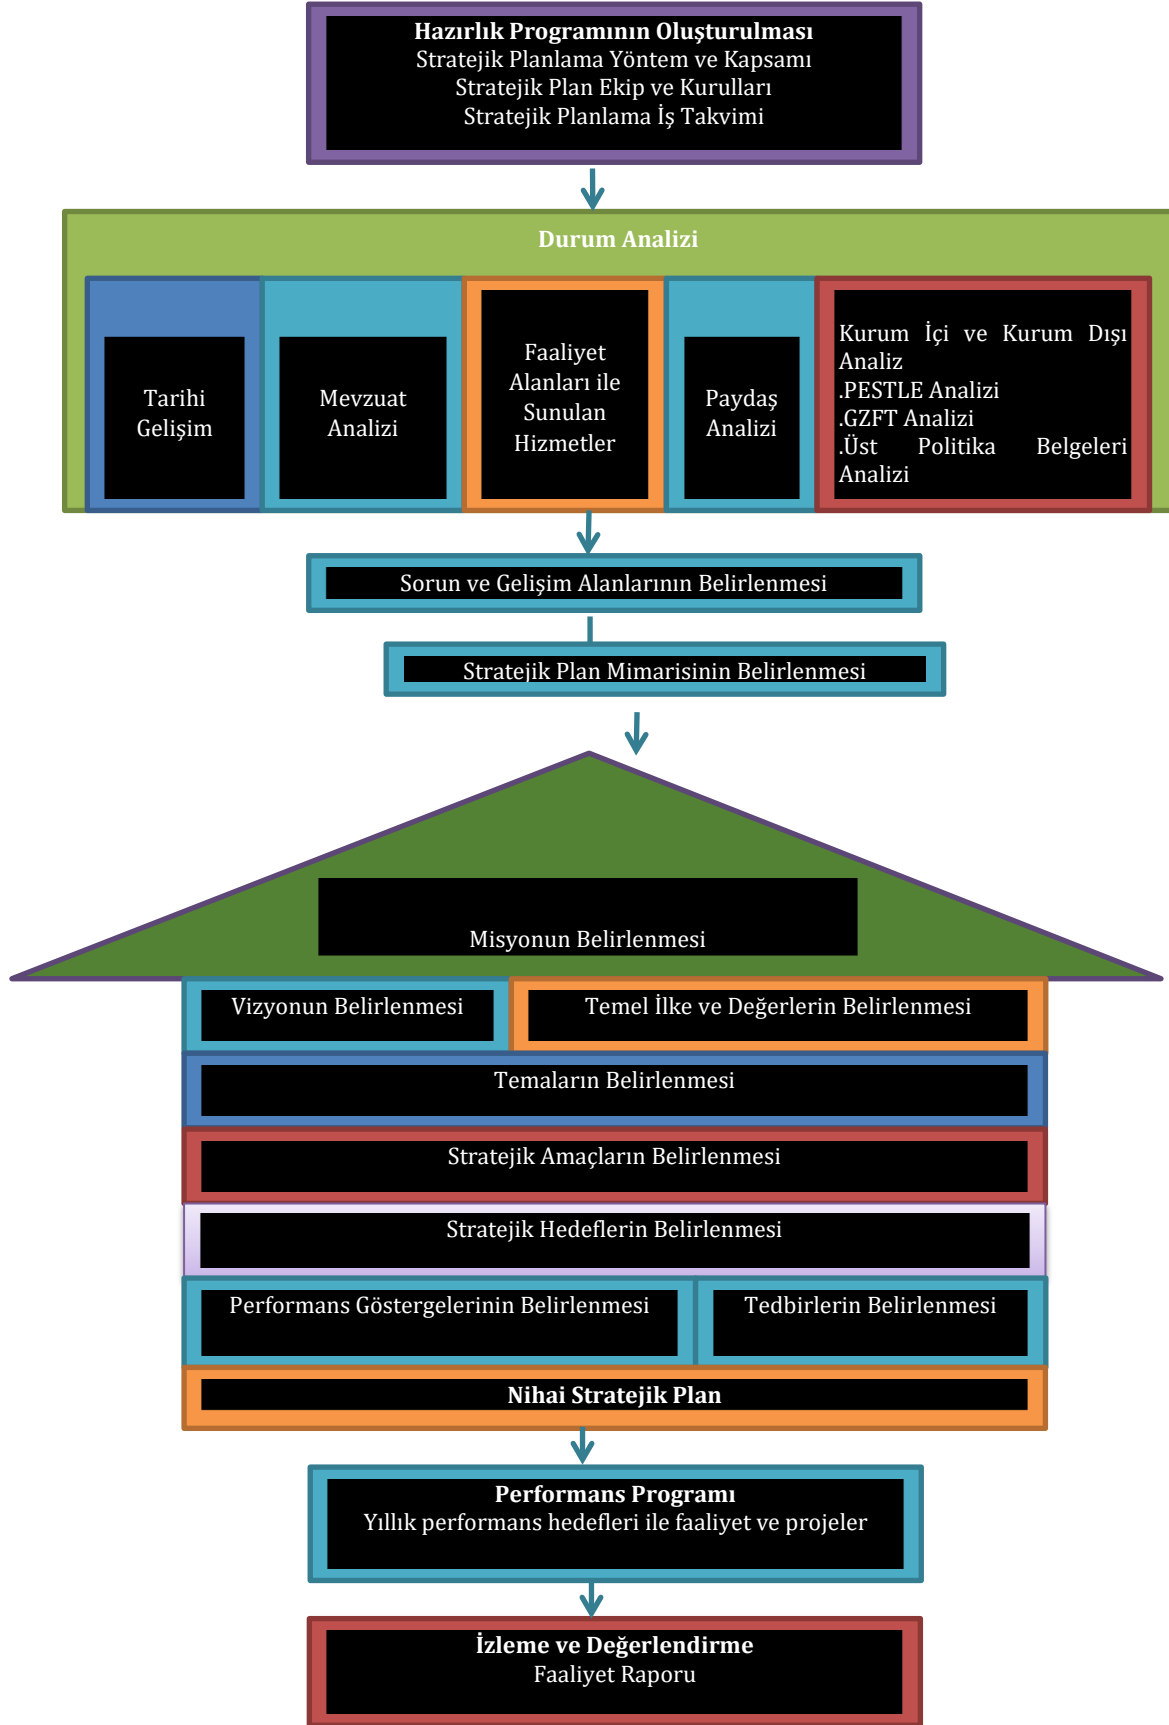 Hazırlık Programının Oluşturulması
Stratejik Planlama Yöntem ve Kapsamı
Stratejik Plan Ekip ve Kurulları
Stratejik Planlama İş Takvimi
Durum Analizi
Tarihi
Gelişim
Mevzuat
Analizi
Faaliyet
Alanları ile
Sunulan
Hizmetler
Paydaş
Analizi
Kurum İçi ve Kurum Dışı
Analiz
.PESTLE Analizi
.GZFT Analizi
.Üst Politika Belgeleri
Analizi
Sorun ve Gelişim Alanlarının Belirlenmesi
Stratejik Plan Mimarisinin Belirlenmesi
Misyonun Belirlenmesi
Vizyonun Belirlenmesi
Temel İlke ve Değerlerin Belirlenmesi
Temaların Belirlenmesi
Stratejik Amaçların Belirlenmesi
Stratejik Hedeflerin Belirlenmesi
Performans Göstergelerinin Belirlenmesi
Tedbirlerin Belirlenmesi
Nihai Stratejik Plan
Performans Programı
Yıllık performans hedefleri ile faaliyet ve projeler
İzleme ve Değerlendirme
Faaliyet Raporu